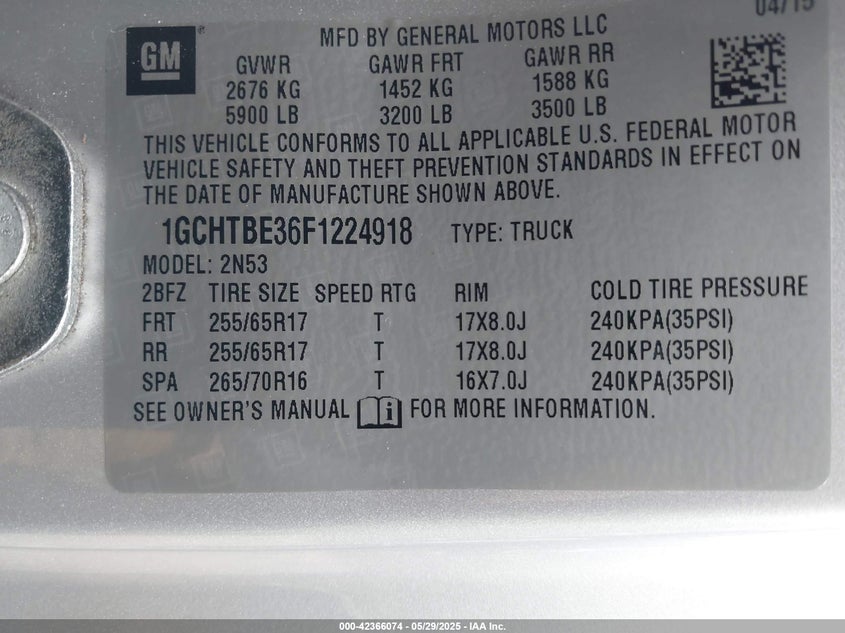 04/15
MFD BY GENERAL MOTORS LLC
GM
GVWR GAWR FRT GAWR RR
2676 KG 1452 KG 1588 KG
5900 LB 3200 LB 3500 LB
THIS VEHICLE CONFORMS TO ALL APPLICABLE U.S. FEDERAL MOTOR
VEHICLE SAFETY AND THEFT PREVENTION STANDARDS IN EFFECT ON
THE DATE OF MANUFACTURE SHOWN ABOVE.
1GCHTBE36F1224918 TYPE: TRUCK
MODEL: 2N53
2BFZ TIRE SIZE SPEED RTG RIM COLD TIRE PRESSURE
FRT 255/65R17 T 17X8.0J 240KPA(35PSI)
RR 255/65R17 T 17X8.0J 240KPA(35PSI)
SPA 265/70R16 T 16X7.0J 240KPA(35PSI)
SEE OWNER'S MANUAL i FOR MORE INFORMATION.
000-42366074 — 05/29/2025 - IAA Inc.